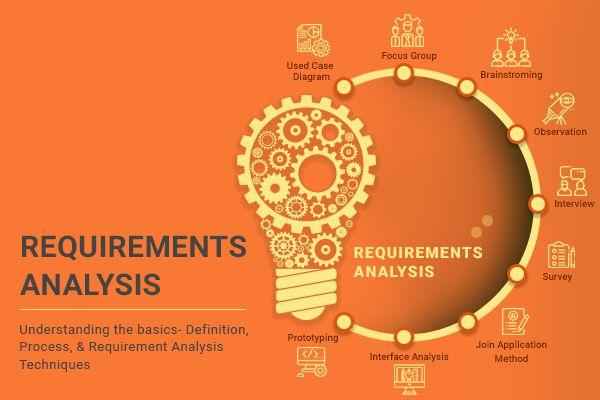 Used Case
Diagram
Focus Group
Brainstroming
Observation
Interview
Survey
Join Application
Method
Interface Analysis
Prototyping
REQUIREMENTS
ANALYSIS
REQUIREMENTS
ANALYSIS
Understanding the basics- Definition,
Process, & Requirement Analysis
Techniques